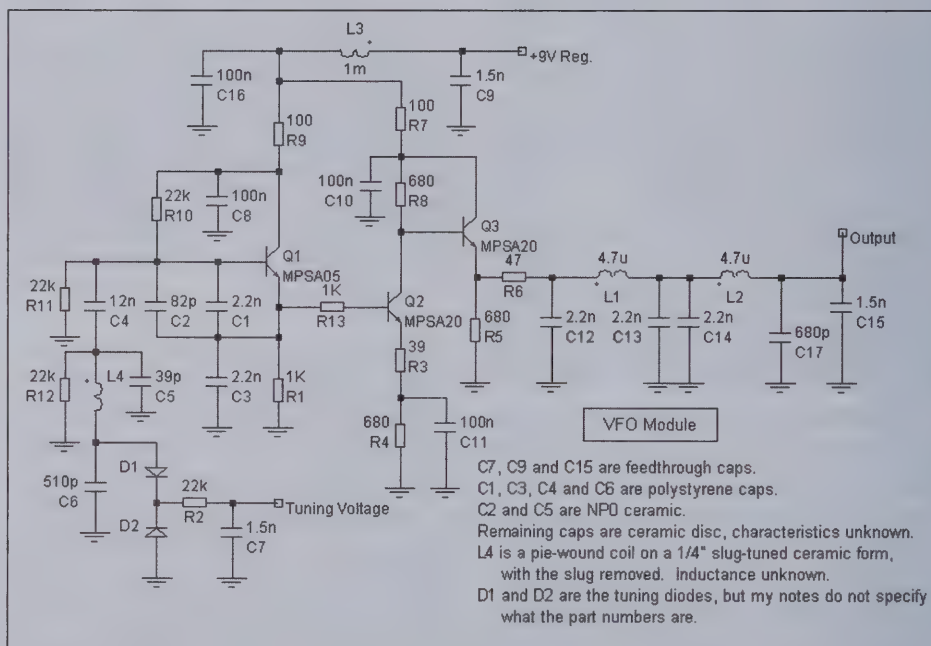 L3
1m
+9V Reg.
100n
C16
1.5n
C9
100
R9
100
R7
22k
R10
100n
C8
100n
C10
680
R8
Q1
MPSA05
Q3
MPSA20
Output
22k
R11
12n
C4
82p
C2
2.2n
C1
1K
R13
Q2
MPSA20
47
R6
4.7u
L1
4.7u
L2
680
R5
2.2n
C12
2.2n
C13
2.2n
C14
680p
C17
1.5n
C15
22k
R12
L4
39p
C5
2.2n
C3
1K
R1
39
R3
680
R4
100n
C11
VFO Module
510p
C6
D1
D2
22k
R2
1.5n
C7
Tuning Voltage
C7, C9 and C15 are feedthrough caps.
C1, C3, C4 and C6 are polystyrene caps.
C2 and C5 are NP0 ceramic.
Remaining caps are ceramic disc, characteristics unknown.
L4 is a pie-wound coil on a 1/4" slug-tuned ceramic form,
with the slug removed. Inductance unknown.
D1 and D2 are the tuning diodes, but my notes do not specify
what the part numbers are.